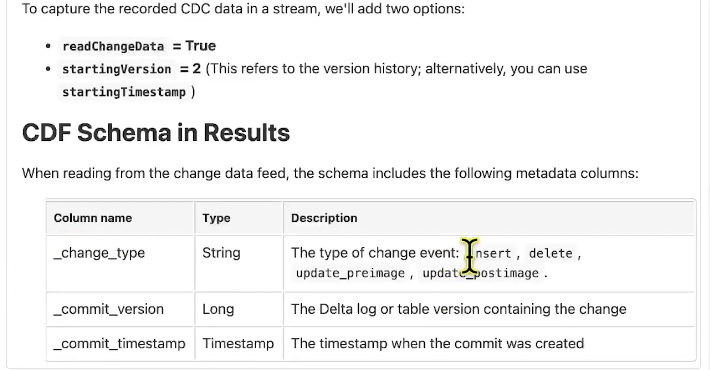 To capture the recorded CDC data in a stream, we'll add two options:
• readChangeData = True
• startingVersion = 2 (This refers to the version history; alternatively, you can use
startingTimestamp )
CDF Schema in Results
When reading from the change data feed, the schema includes the following metadata columns:
Column name Type Description
_change_type String The type of change event: insert , delete ,
update_preimage , update_postimage .
_commit_version Long The Delta log or table version containing the change
_commit_timestamp Timestamp The timestamp when the commit was created